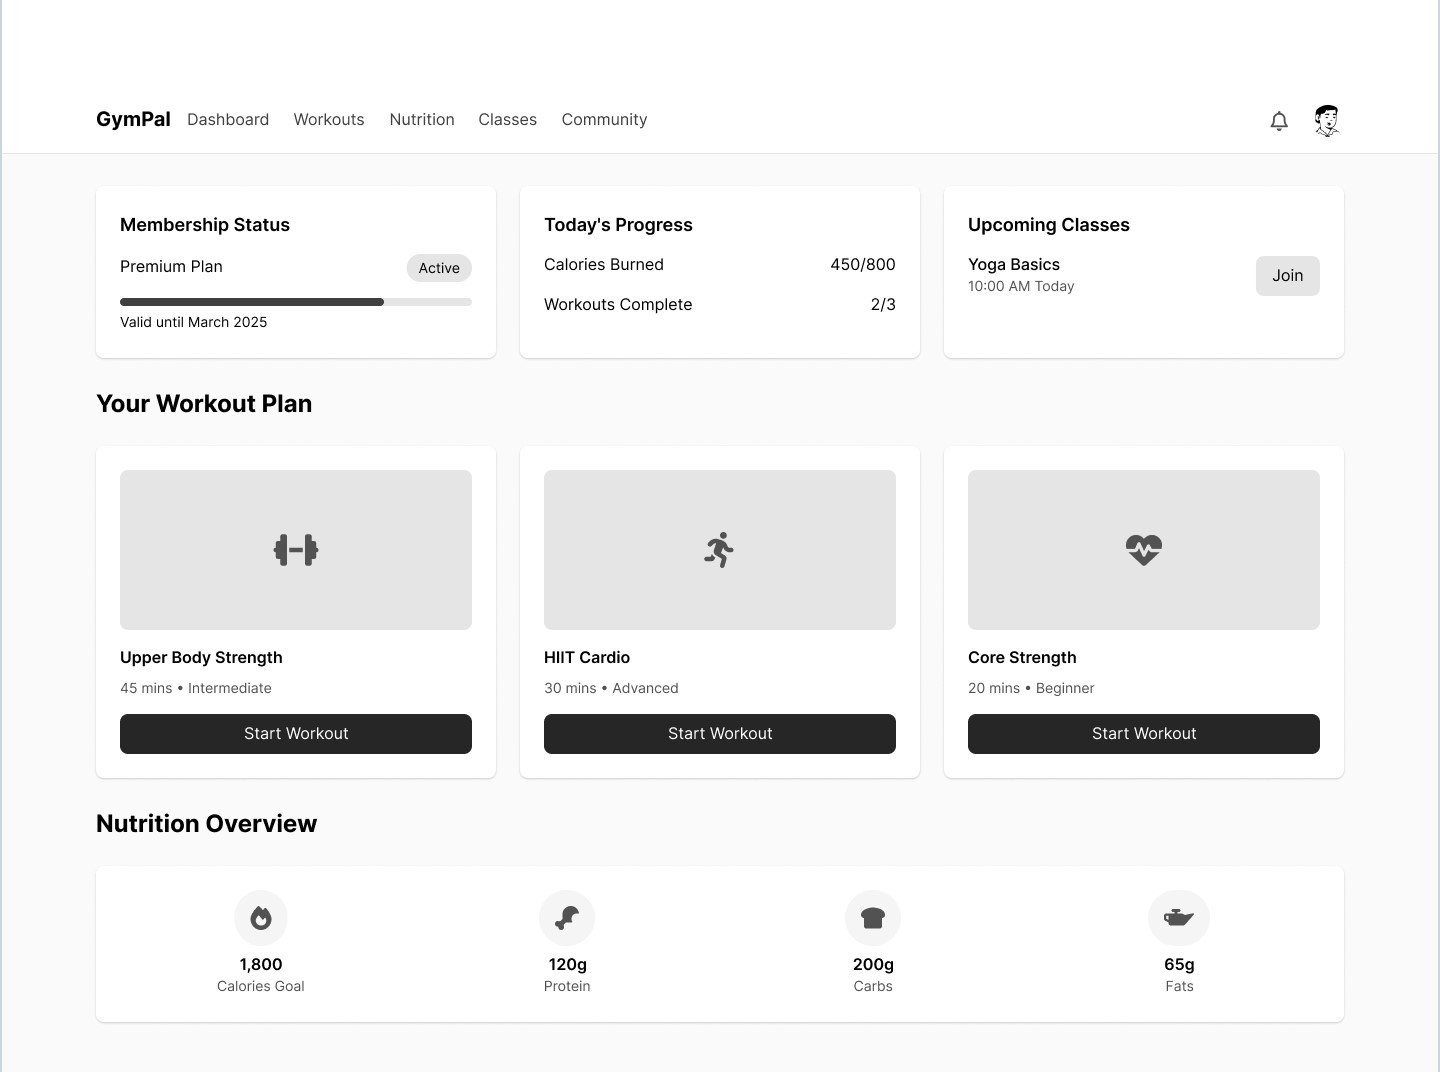 GymPal Dashboard Workouts Nutrition Classes Community
Membership Status
Premium Plan Active
Valid until March 2025
Today's Progress
Calories Burned 450/800
Workouts Complete 2/3
Upcoming Classes
Yoga Basics
10:00 AM Today
Join
Your Workout Plan
Upper Body Strength
45 mins • Intermediate
Start Workout
HIIT Cardio
30 mins • Advanced
Start Workout
Core Strength
20 mins • Beginner
Start Workout
Nutrition Overview
1,800
Calories Goal
120g
Protein
200g
Carbs
65g
Fats